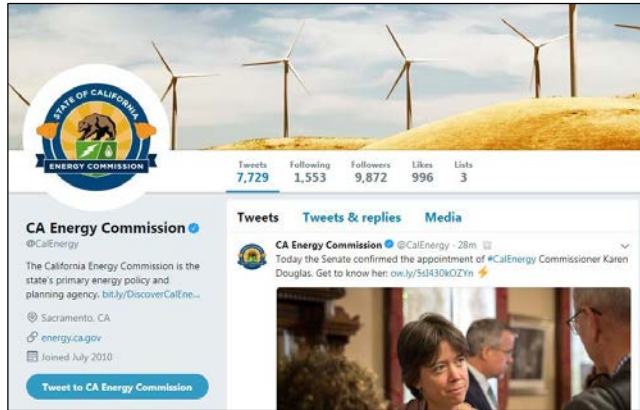 STATE OF CALIFORNIA
ENERGY COMMISSION
Tweets Following Followers Likes Lists
7,729 1,553 9,872 996 3
CA Energy Commission
@CalEnergy
The California Energy Commission is the
state's primary energy policy and
planning agency. bit.ly/DiscoverCalEne...
Sacramento, CA
energy.ca.gov
Joined July 2010
Tweet to CA Energy Commission
Tweets Tweets & replies Media
CA Energy Commission @CalEnergy · 28m
Today the Senate confirmed the appointment of #CalEnergy Commissioner Karen
Douglas. Get to know her: ow.ly/5sI430kOZYn ⚡